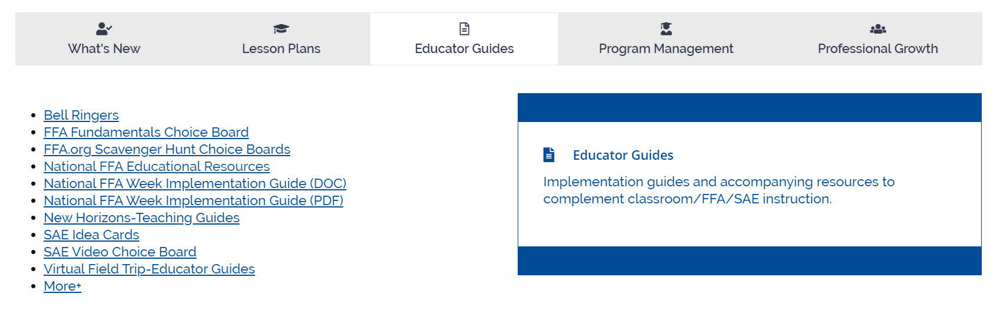 What's New
Lesson Plans
Educator Guides
Program Management
Professional Growth
Bell Ringers
FFA Fundamentals Choice Board
FFA.org Scavenger Hunt Choice Boards
National FFA Educational Resources
National FFA Week Implementation Guide (DOC)
National FFA Week Implementation Guide (PDF)
New Horizons-Teaching Guides
SAE Idea Cards
SAE Video Choice Board
Virtual Field Trip-Educator Guides
More+
Educator Guides
Implementation guides and accompanying resources to
complement classroom/FFA/SAE instruction.